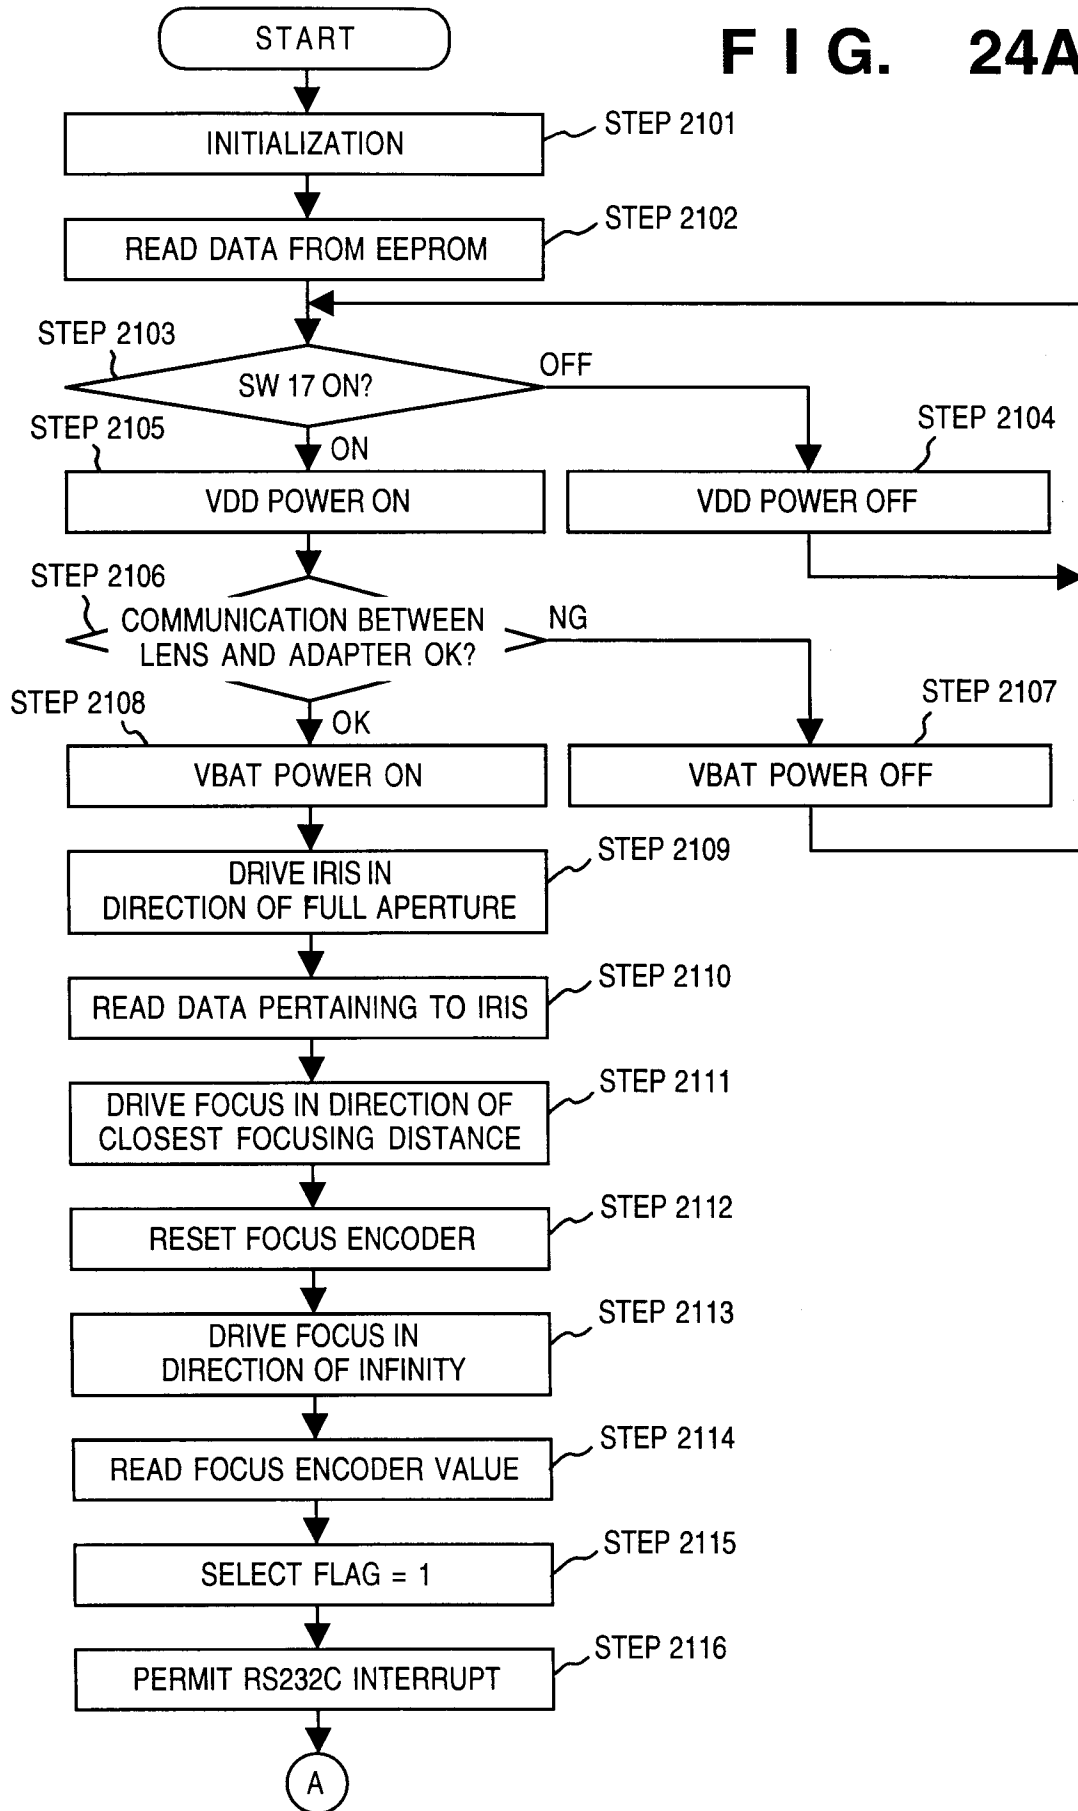 START
F I G. 24A
INITIALIZATION
STEP 2101
READ DATA FROM EEPROM
STEP 2102
STEP 2103
SW 17 ON?
OFF
STEP 2105
ON
STEP 2104
VDD POWER ON
VDD POWER OFF
STEP 2106
COMMUNICATION BETWEEN
LENS AND ADAPTER OK?
NG
STEP 2108
OK
STEP 2107
VBAT POWER ON
VBAT POWER OFF
STEP 2109
DRIVE IRIS IN
DIRECTION OF FULL APERTURE
STEP 2110
READ DATA PERTAINING TO IRIS
STEP 2111
DRIVE FOCUS IN DIRECTION OF
CLOSEST FOCUSING DISTANCE
STEP 2112
RESET FOCUS ENCODER
STEP 2113
DRIVE FOCUS IN
DIRECTION OF INFINITY
STEP 2114
READ FOCUS ENCODER VALUE
STEP 2115
SELECT FLAG = 1
STEP 2116
PERMIT RS232C INTERRUPT
A